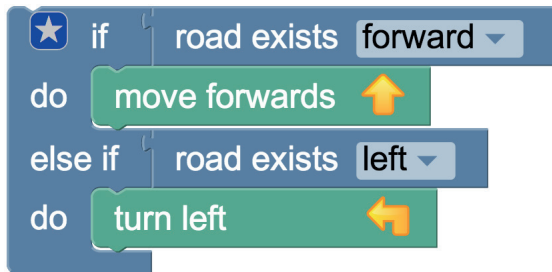 if road exists forward
do move forwards
else if road exists left
do turn left